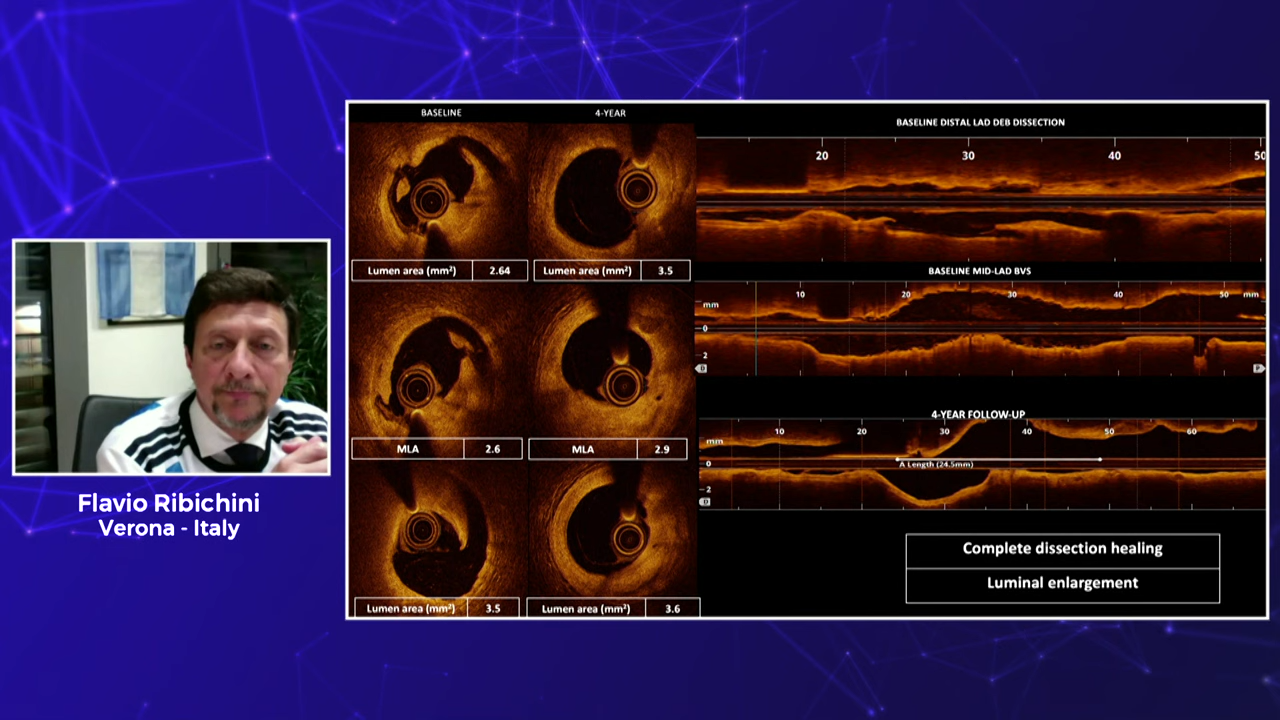 BASELINE
4-YEAR
Lumen area (mm²) 2.64
Lumen area (mm²) 3.5
MLA 2.6
MLA 2.9
Lumen area (mm²) 3.5
Lumen area (mm²) 3.6
BASELINE DISTAL LAD DEB DISSECTION
20 30 40 50
BASELINE MID-LAD BVS
10 20 30 40 50 mm
mm
0
2
D P
4-YEAR FOLLOW-UP
10 20 30 40 50 60
mm
0
A Length (24.5mm)
2
D
Complete dissection healing
Luminal enlargement
Flavio Ribichini
Verona - Italy